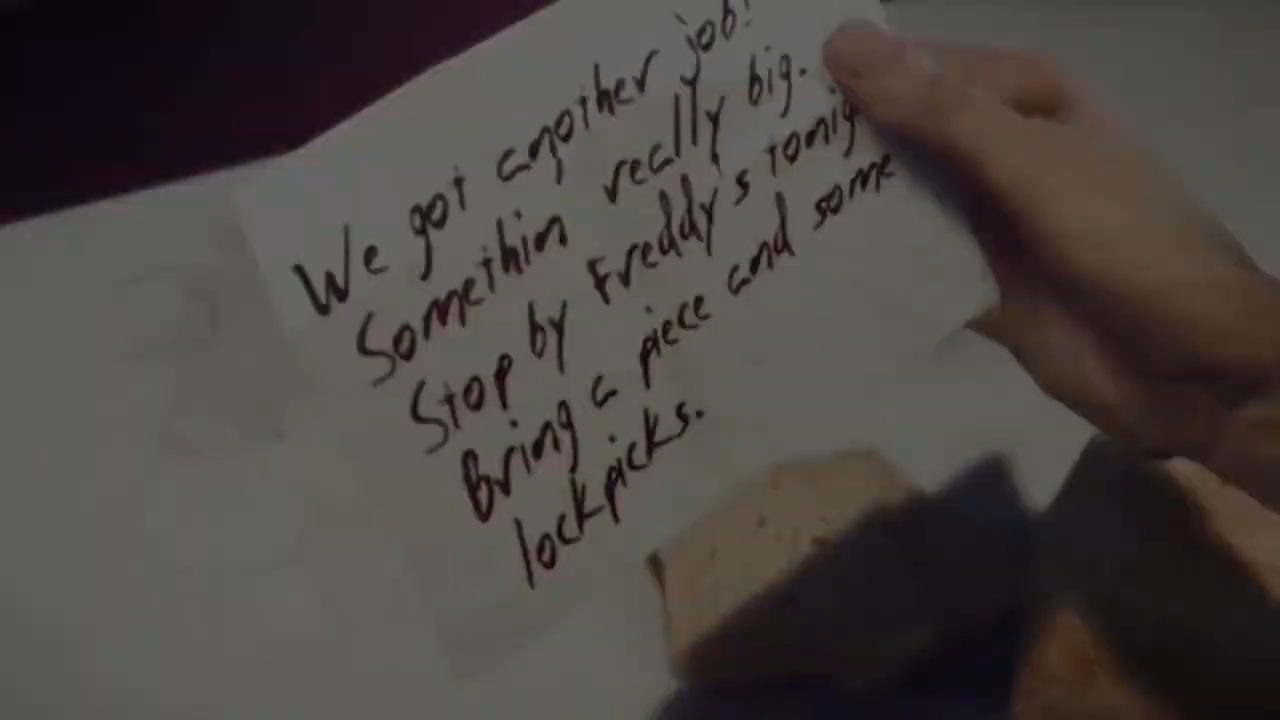 We got another job!
Somethin really big.
Stop by Freddy's
Bring a piece and some
lockpicks.